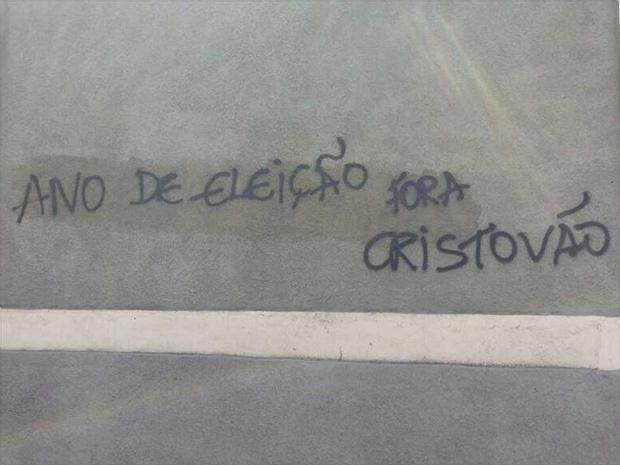 ANO DE ELEIÇÃO FORA
CRISTOVÃO